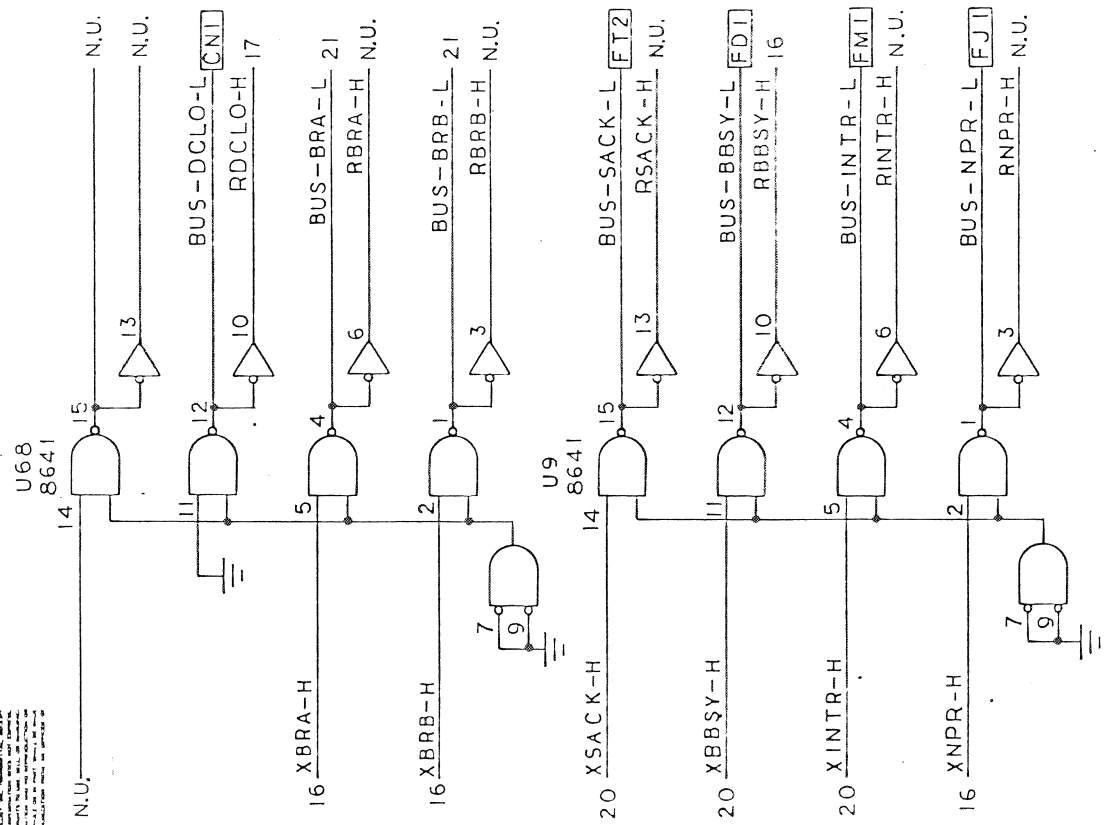 U68
8641
N.U.
14
15
N.U.
13
N.U.
11
12
BUS-DCLO-L
CN1
10
RDCLO-H
17
16
XBRA-H
5
4
BUS-BRA-L
21
6
RBRA-H
N.U.
16
XBRB-H
2
1
BUS-BRB-L
21
3
RBRB-H
N.U.
7
9
U9
8641
20
XSACK-H
14
15
BUS-SACK-L
FT2
13
RSACK-H
N.U.
20
XBBSY-H
11
12
BUS-BBSY-L
FD1
10
RBBSY-H
16
20
XINTR-H
5
4
BUS-INTR-L
FM1
6
RINTR-H
N.U.
16
XNPR-H
2
1
BUS-NPR-L
FJ1
3
RNPR-H
N.U.
7
9